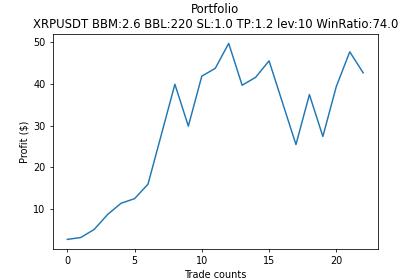 Portfolio
XRPUSDT BBM:2.6 BBL:220 SL:1.0 TP:1.2 lev:10 WinRatio:74.0
50
40
30
20
10
Profit ($)
0
5
10
15
20
Trade counts